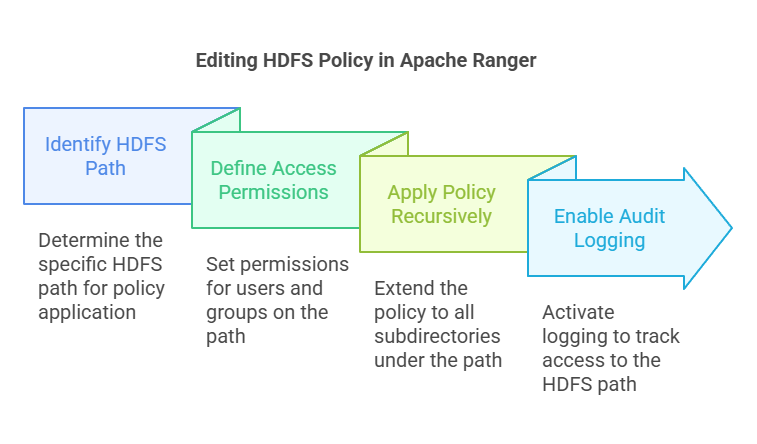 Editing HDFS Policy in Apache Ranger
Identify HDFS
Path
Determine the
specific HDFS
path for policy
application
Define Access
Permissions
Set permissions
for users and
groups on the
path
Apply Policy
Recursively
Extend the
policy to all
subdirectories
under the path
Enable Audit
Logging
Activate
logging to track
access to the
HDFS path